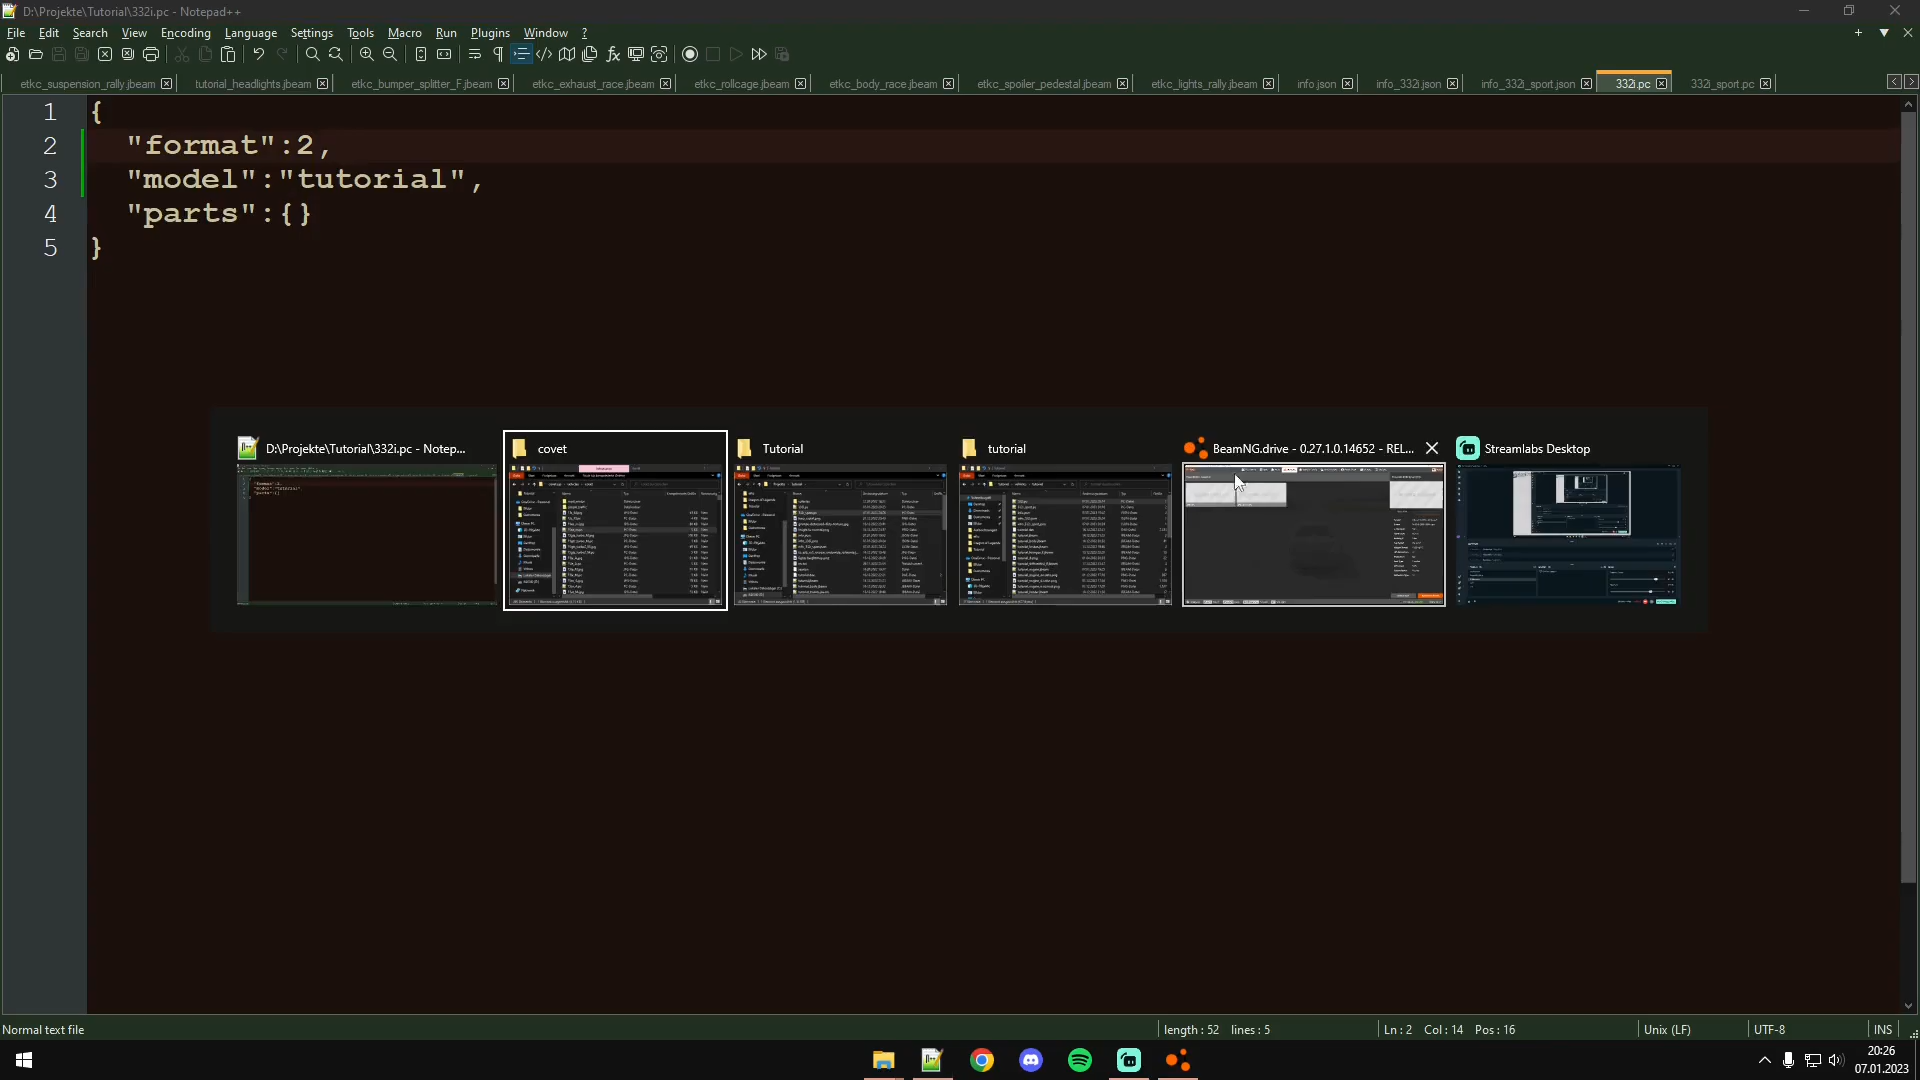 D:\Projekte\Tutorial\332i.pc - Notepad++
File Edit Search View Encoding Language Settings Tools Macro Run Plugins Window ?
etkc_suspension_rally.jbeam tutorial_headlights.jbeam etkc_bumper_splitter_F.jbeam etkc_exhaust_race.jbeam etkc_rollcage.jbeam etkc_body_race.jbeam etkc_spoiler_pedestal.jbeam etkc_lights_rally.jbeam info.json info_332i.json info_332i_sport.json 332i.pc 332i_sport.pc
1 {
2 "format":2,
3 "model":"tutorial",
4 "parts":{}
5 }
D:\Projekte\Tutorial\332i.pc - Notep... covet Tutorial tutorial BeamNG.drive - 0.27.1.0.14652 - REL... Streamlabs Desktop
Normal text file length : 52 lines : 5 Ln : 2 Col : 14 Pos : 16 Unix (LF) UTF-8 INS
20:26
07.01.2023